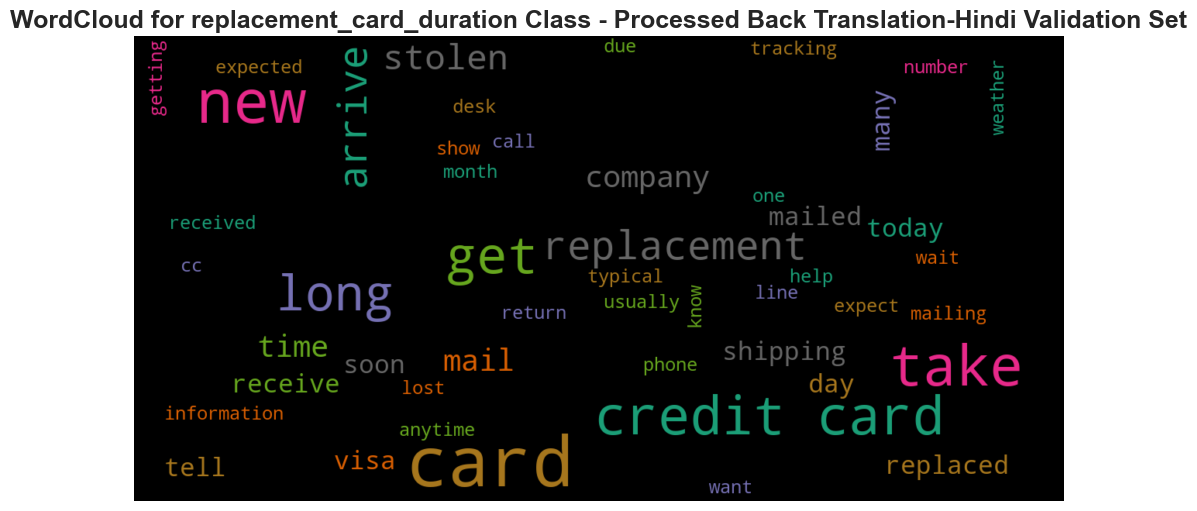 WordCloud for replacement_card_duration Class - Processed Back Translation-Hindi Validation Set
getting
expected
new
arrive
stolen
due
tracking
number
weather
many
desk
show
call
month
company
one
mailed
today
received
cc
get
replacement
wait
long
typical
help
usually
know
line
expect
mailing
return
time
soon
mail
shipping
take
receive
phone
day
lost
information
anytime
credit card
tell
visa
card
replaced
want